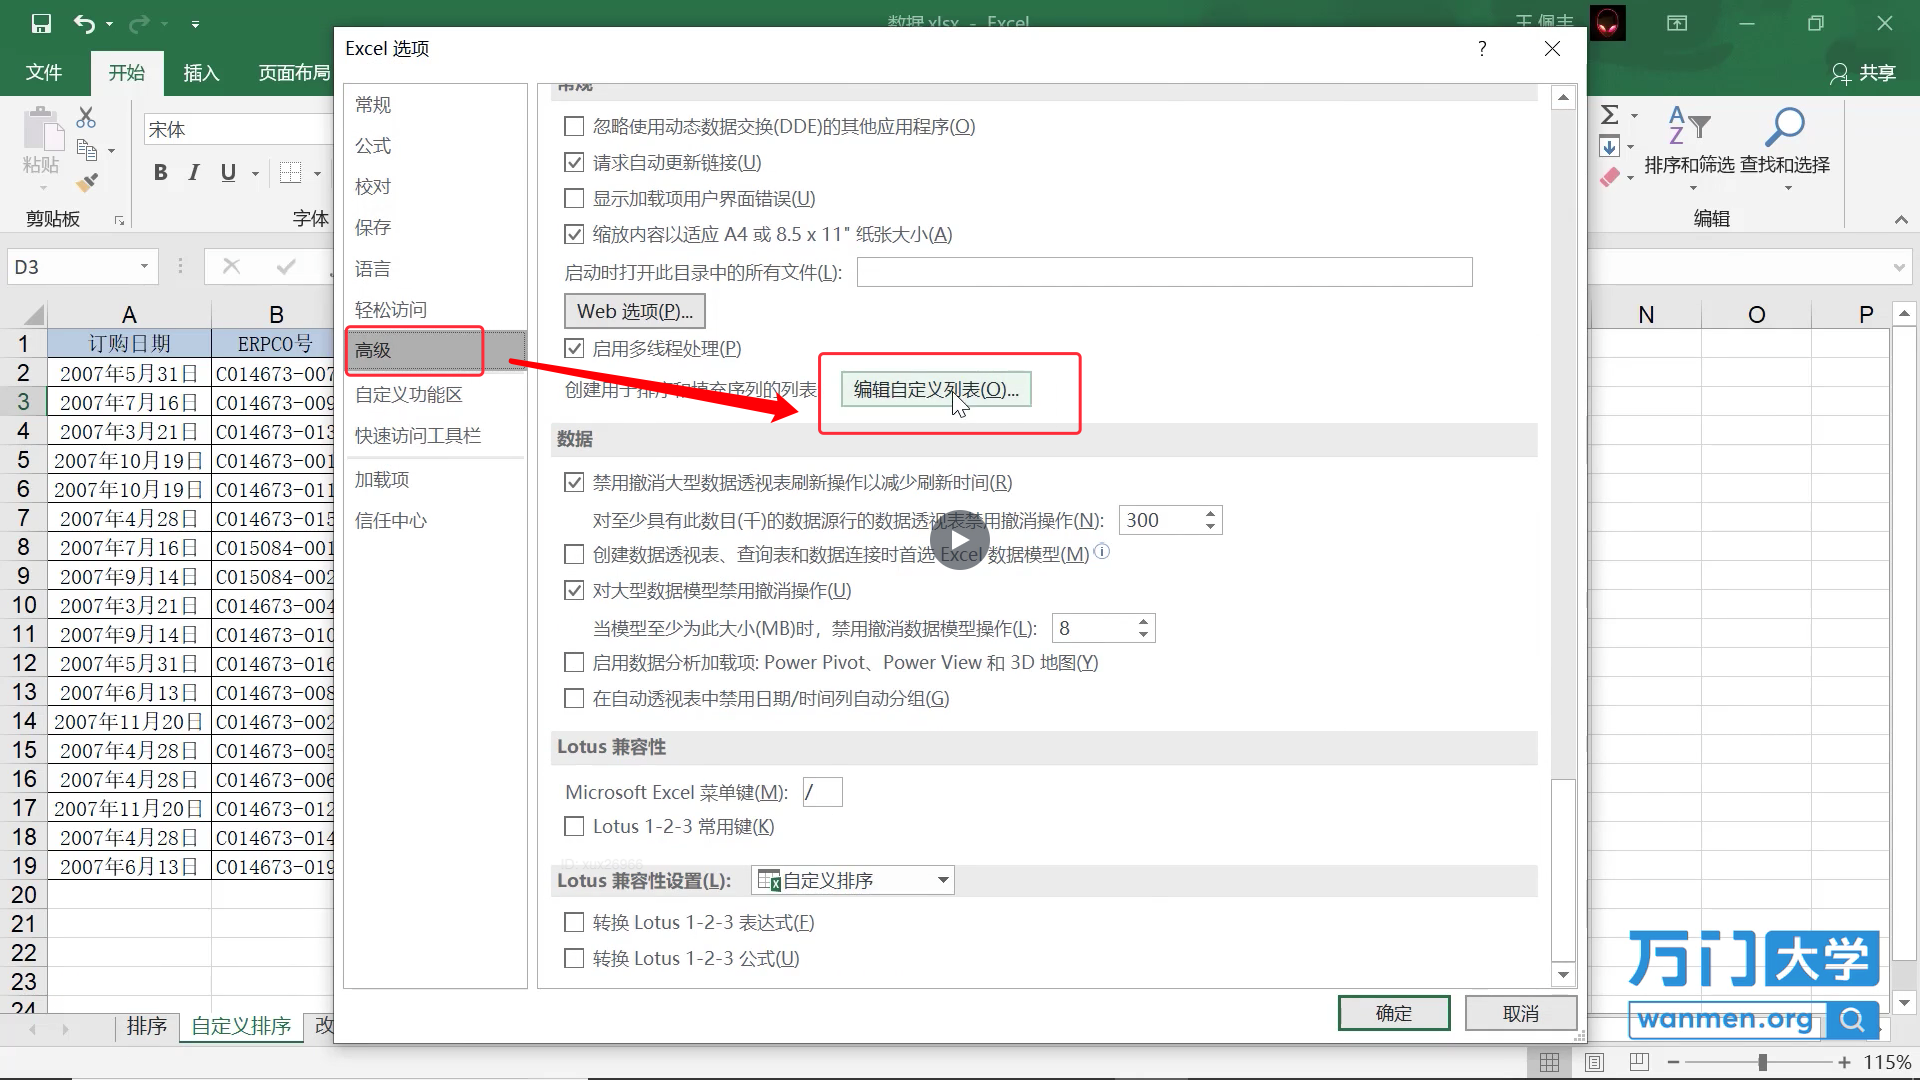 数据.xlsx - Excel
文件 开始 插入 页面布局 共享
宋体
粘贴
B I U
剪贴板 字体
排序和筛选 查找和选择
编辑
D3
Excel 选项
?
常规
公式
校对
保存
语言
轻松访问
高级
自定义功能区
快速访问工具栏
加载项
信任中心
常规
忽略使用动态数据交换(DDE)的其他应用程序(O)
请求自动更新链接(U)
显示加载项用户界面错误(U)
缩放内容以适应 A4 或 8.5 x 11" 纸张大小(A)
启动时打开此目录中的所有文件(L):
Web 选项(P)...
启用多线程处理(P)
创建用于排序和填充序列的列表 编辑自定义列表(O)...
数据
禁用撤消大型数据透视表刷新操作以减少刷新时间(R)
对至少具有此数目(千)的数据源行的数据透视表禁用撤消操作(N): 300
创建数据透视表、查询表和数据连接时首选 Excel 数据模型(M)
对大型数据模型禁用撤消操作(U)
当模型至少为此大小(MB)时，禁用撤消数据模型操作(L): 8
启用数据分析加载项: Power Pivot、Power View 和 3D 地图(Y)
在自动透视表中禁用日期/时间列自动分组(G)
Lotus 兼容性
Microsoft Excel 菜单键(M): /
Lotus 1-2-3 常用键(K)
Lotus 兼容性设置(L): 自定义排序
转换 Lotus 1-2-3 表达式(F)
转换 Lotus 1-2-3 公式(U)
确定 取消
A B N O P
1 订购日期 ERPCO号
2 2007年5月31日 C014673-007
3 2007年7月16日 C014673-009
4 2007年3月21日 C014673-013
5 2007年10月19日 C014673-001
6 2007年10月19日 C014673-011
7 2007年4月28日 C014673-015
8 2007年7月16日 C015084-001
9 2007年9月14日 C015084-002
10 2007年3月21日 C014673-004
11 2007年9月14日 C014673-010
12 2007年5月31日 C014673-016
13 2007年6月13日 C014673-008
14 2007年11月20日 C014673-002
15 2007年4月28日 C014673-005
16 2007年4月28日 C014673-006
17 2007年11月20日 C014673-012
18 2007年4月28日 C014673-014
19 2007年6月13日 C014673-019
20
21
22
23
24
排序 自定义排序 改
万门大学
wanmen.org
115%